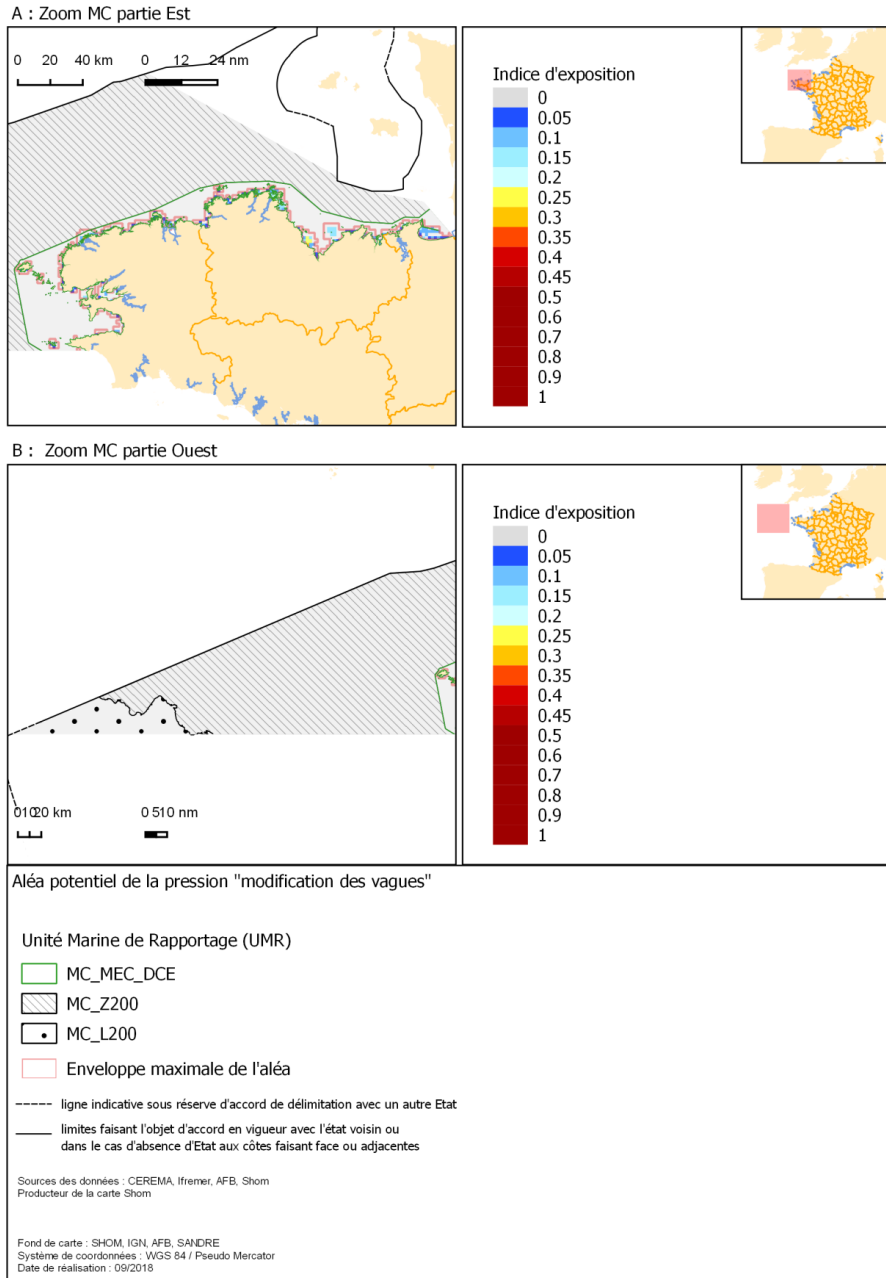 A : Zoom MC partie Est
0 20 40 km 0 12 24 nm
Indice d'exposition
0
0.05
0.1
0.15
0.2
0.25
0.3
0.35
0.4
0.45
0.5
0.6
0.7
0.8
0.9
1
B : Zoom MC partie Ouest
Indice d'exposition
0
0.05
0.1
0.15
0.2
0.25
0.3
0.35
0.4
0.45
0.5
0.6
0.7
0.8
0.9
1
01020 km 0 510 nm
Aléa potentiel de la pression "modification des vagues"
Unité Marine de Rapportage (UMR)
MC_MEC_DCE
MC_Z200
MC_L200
Enveloppe maximale de l'aléa
ligne indicative sous réserve d'accord de délimitation avec un autre Etat
limites faisant l'objet d'accord en vigueur avec l'état voisin ou
dans le cas d'absence d'Etat aux côtes faisant face ou adjacentes
Sources des données : CEREMA, Ifremer, AFB, Shom
Producteur de la carte Shom
Fond de carte : SHOM, IGN, AFB, SANDRE
Système de coordonnées : WGS 84 / Pseudo Mercator
Date de réalisation : 09/2018